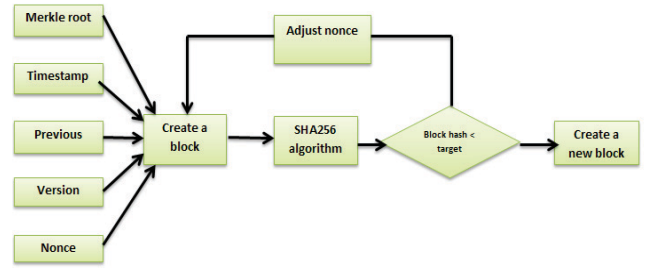 Merkle root
Timestamp
Previous
Version
Nonce
Create a
block
Adjust nonce
SHA256
algorithm
Block hash <
target
Create a
new block